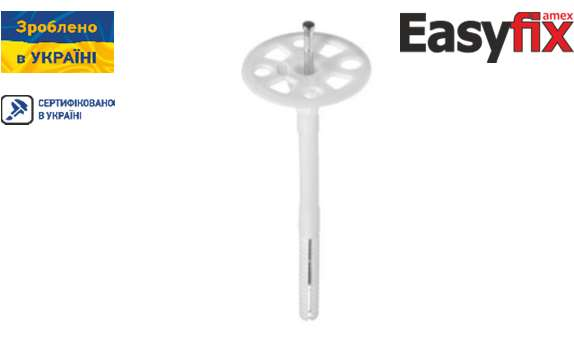 Зроблено
в УКРАЇНІ
СЕРТИФІКОВАНО
В УКРАЇНІ
amex
Easyfix